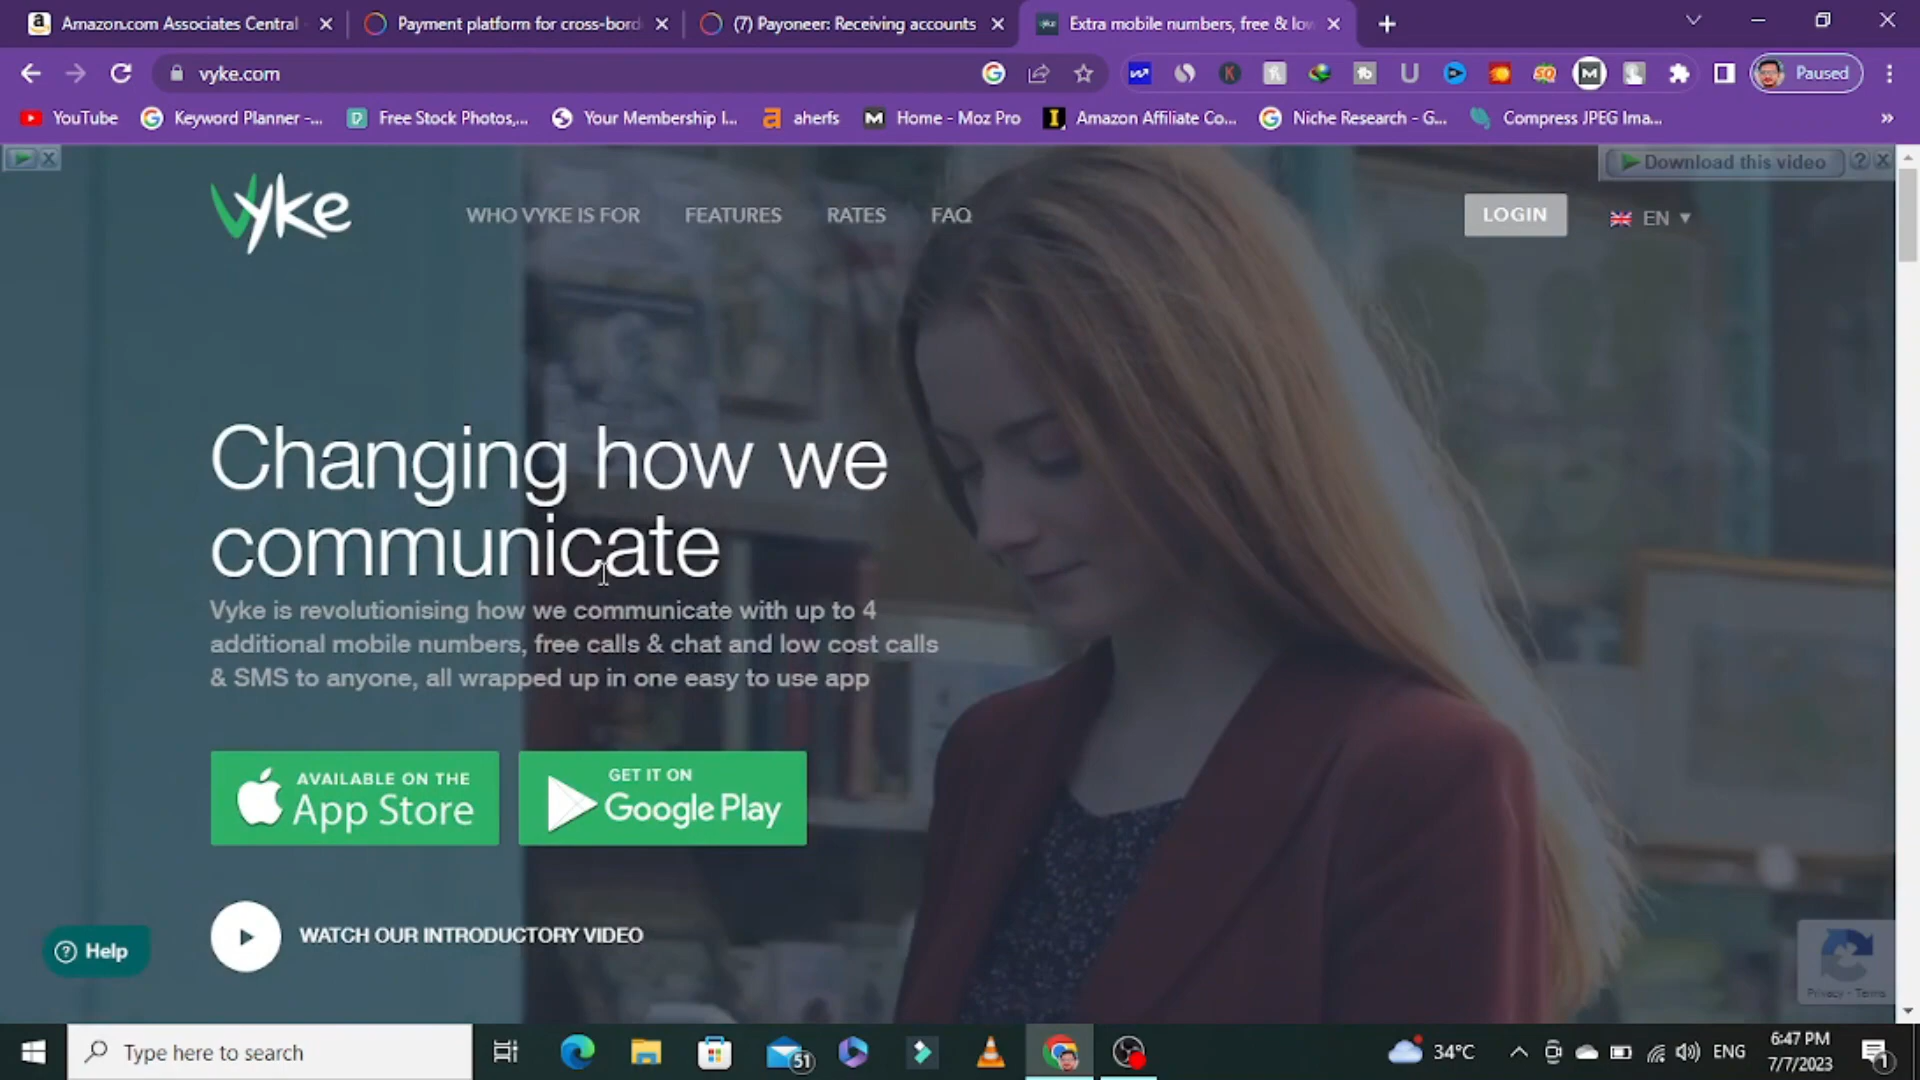 Amazon.com Associates Central
Payment platform for cross-bord
(7) Payoneer: Receiving accounts
Extra mobile numbers, free & lov
vyke.com
Paused
YouTube
Keyword Planner -...
Free Stock Photos,...
Your Membership I...
aherfs
Home - Moz Pro
Amazon Affiliate Co...
Niche Research - G...
Compress JPEG Ima...
Download this video
vyke
WHO VYKE IS FOR
FEATURES
RATES
FAQ
LOGIN
EN
Changing how we
communicate
Vyke is revolutionising how we communicate with up to 4
additional mobile numbers, free calls & chat and low cost calls
& SMS to anyone, all wrapped up in one easy to use app
AVAILABLE ON THE
App Store
GET IT ON
Google Play
WATCH OUR INTRODUCTORY VIDEO
Help
Privacy - Terms
Type here to search
51
34°C
ENG
6:47 PM
7/7/2023
1